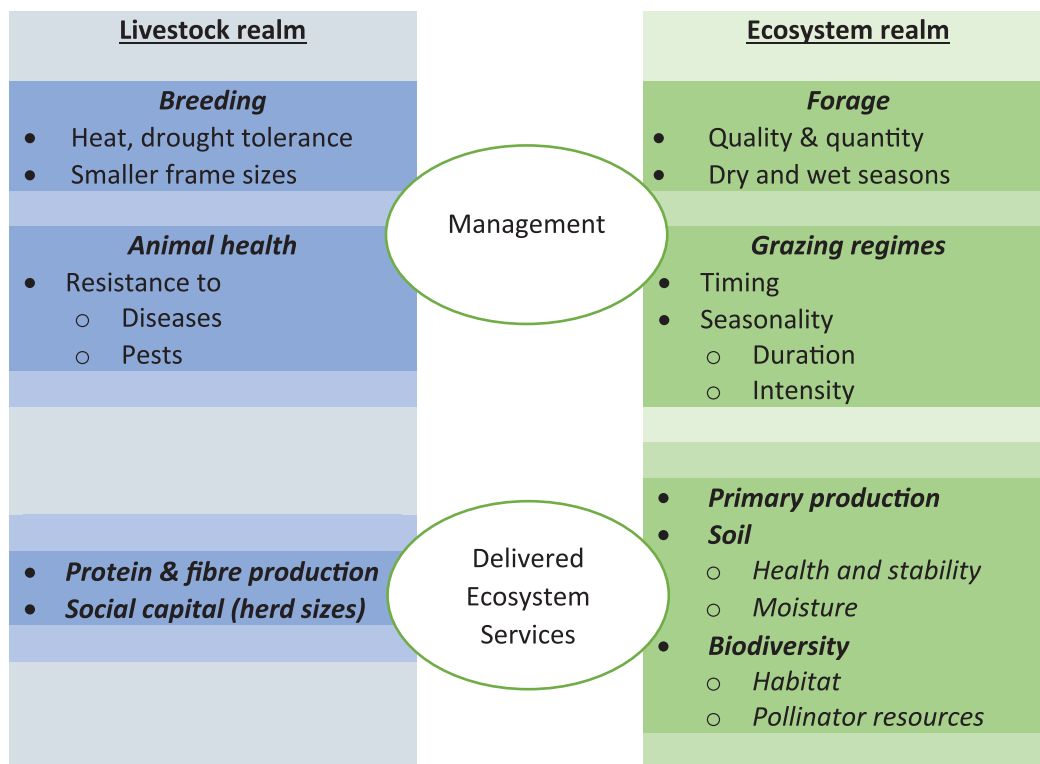 Livestock realm
Breeding
• Heat, drought tolerance
• Smaller frame sizes
Animal health
• Resistance to
o Diseases
o Pests
• Protein & fibre production
• Social capital (herd sizes)
Management
Delivered
Ecosystem
Services
Ecosystem realm
Forage
• Quality & quantity
• Dry and wet seasons
Grazing regimes
• Timing
• Seasonality
o Duration
o Intensity
• Primary production
• Soil
o Health and stability
o Moisture
• Biodiversity
o Habitat
o Pollinator resources